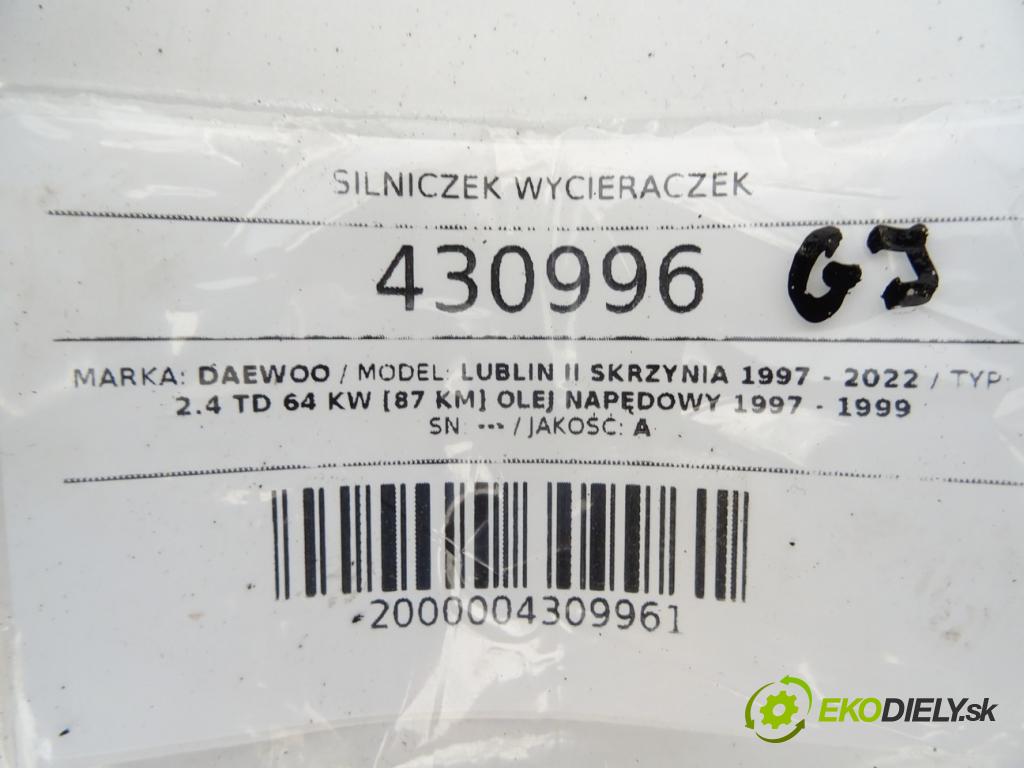 SILNICZEK WYCIERACZEK
430996 GJ
MARKA: DAEWOO / MODEL: LUBLIN II SKRZYNIA 1997 - 2022 / TYP:
2.4 TD 64 KW [87 KM] OLEJ NAPĘDOWY 1997 - 1999
SN: --- / JAKOŚĆ: A
2000004309961
EKODIELY.sk